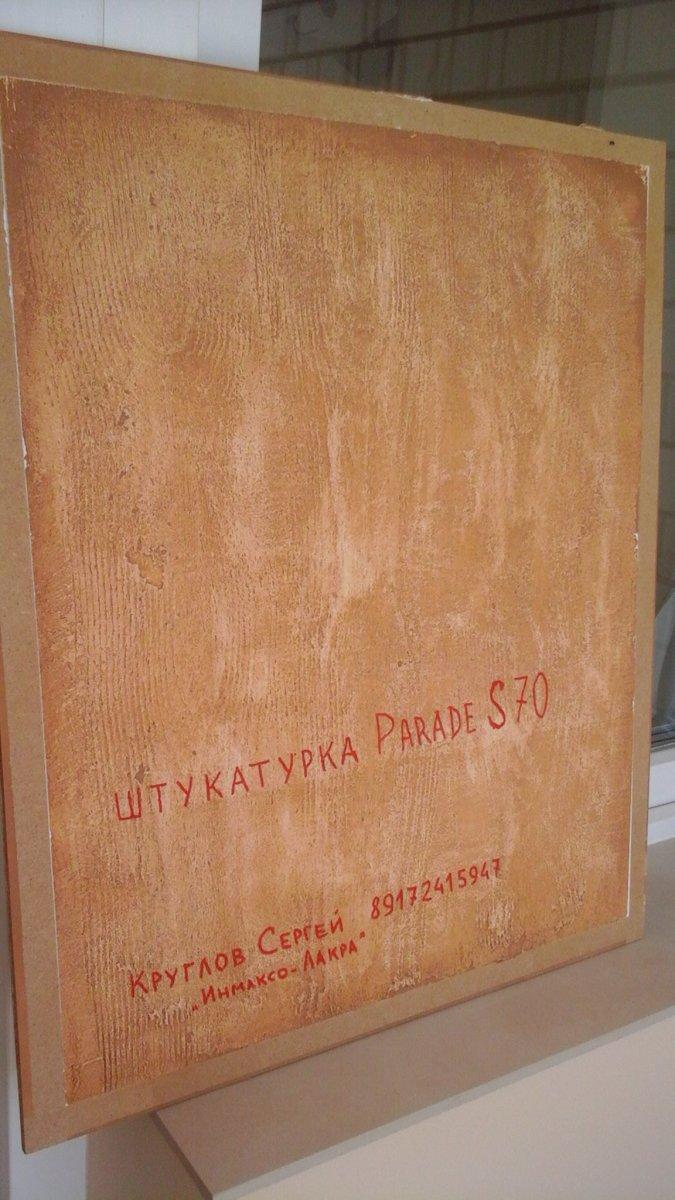 ШТУКАТУРКА PARADE S70
КРУГЛОВ СЕРГЕЙ 89172415947
„ИНМАКСО-ЛАКРА"